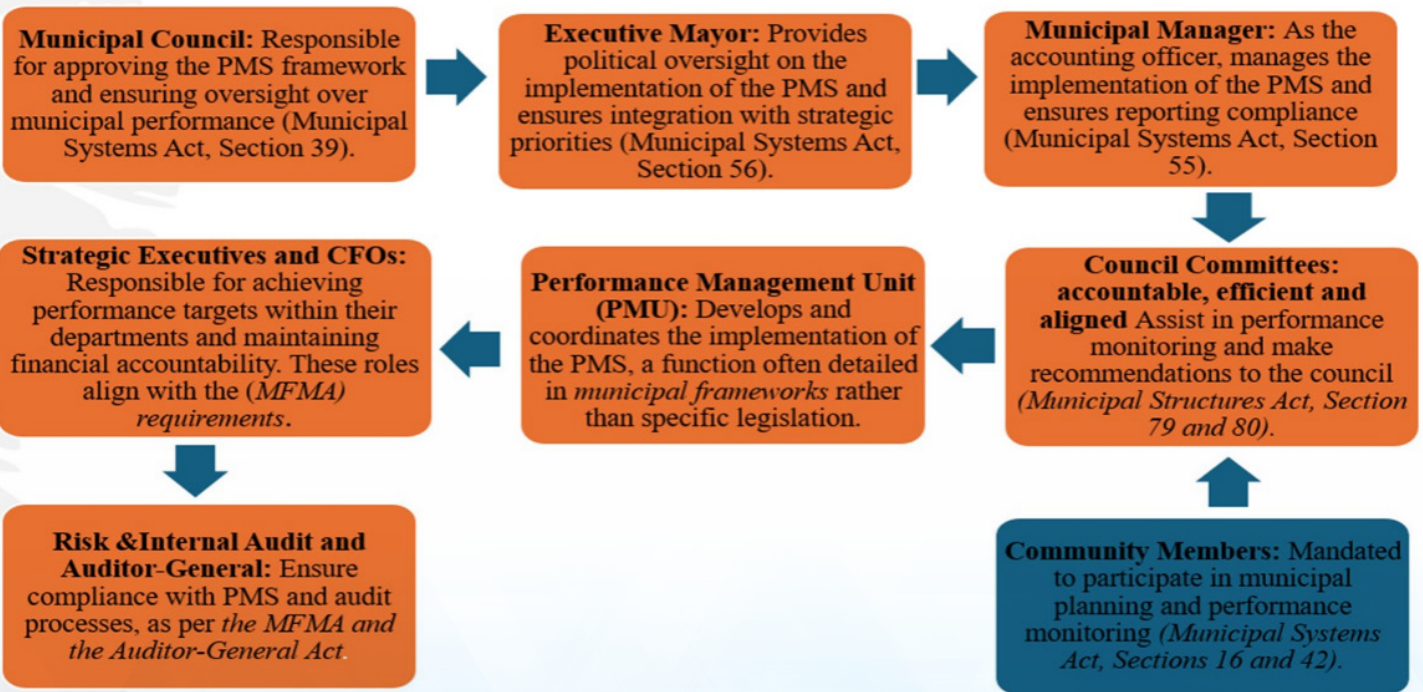 Municipal Council: Responsible
for approving the PMS framework
and ensuring oversight over
municipal performance (Municipal
Systems Act, Section 39).
Executive Mayor: Provides
political oversight on the
implementation of the PMS and
ensures integration with strategic
priorities (Municipal Systems Act,
Section 56).
Municipal Manager: As the
accounting officer, manages the
implementation of the PMS and
ensures reporting compliance
(Municipal Systems Act, Section
55).
Council Committees:
accountable, efficient and
aligned Assist in performance
monitoring and make
recommendations to the council
(Municipal Structures Act, Section
79 and 80).
Performance Management Unit
(PMU): Develops and
coordinates the implementation of
the PMS, a function often detailed
in municipal frameworks rather
than specific legislation.
Strategic Executives and CFOs:
Responsible for achieving
performance targets within their
departments and maintaining
financial accountability. These roles
align with the (MFMA)
requirements.
Risk &Internal Audit and
Auditor-General: Ensure
compliance with PMS and audit
processes, as per the MFMA and
the Auditor-General Act.
Community Members: Mandated
to participate in municipal
planning and performance
monitoring (Municipal Systems
Act, Sections 16 and 42).